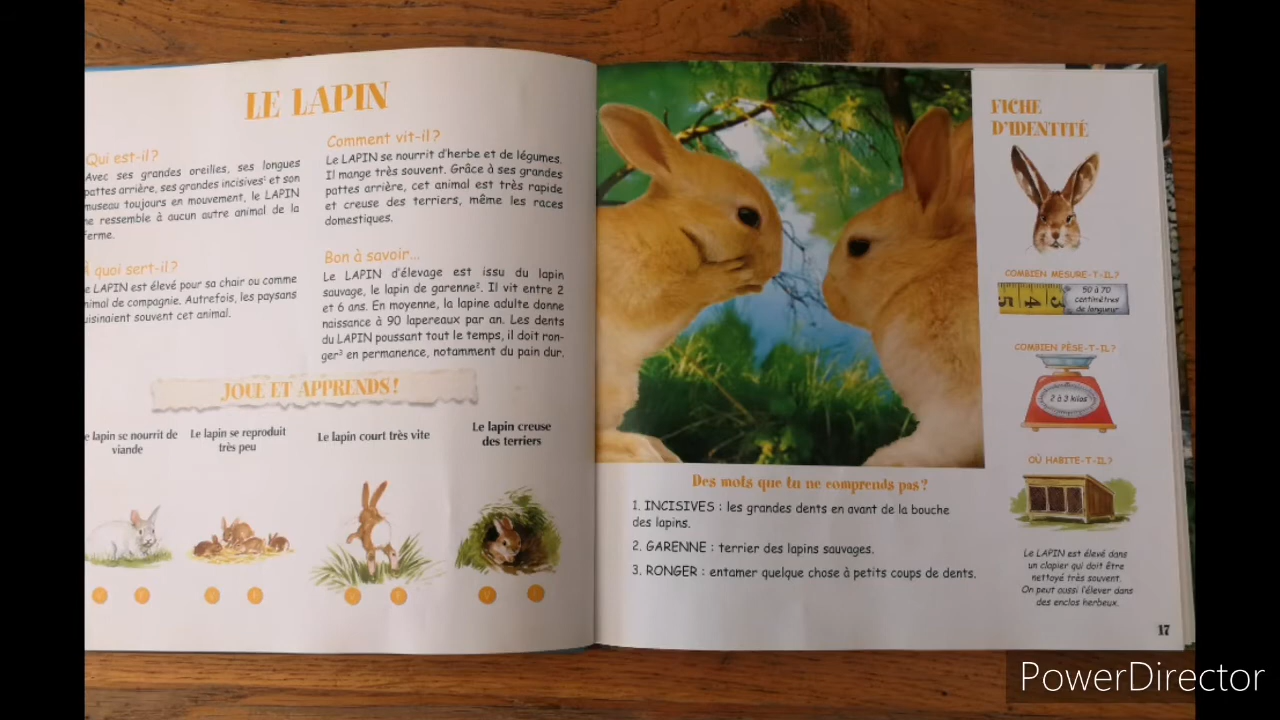 LE LAPIN
Qui est-il ?
Avec ses grandes oreilles, ses longues
pattes arrière, ses grandes incisives¹ et son
museau toujours en mouvement, le LAPIN
ne ressemble à aucun autre animal de la
ferme.
À quoi sert-il ?
e LAPIN est élevé pour sa chair ou comme
nimal de compagnie. Autrefois, les paysans
uisinaient souvent cet animal.
Comment vit-il ?
Le LAPIN se nourrit d'herbe et de légumes.
Il mange très souvent. Grâce à ses grandes
pattes arrière, cet animal est très rapide
et creuse des terriers, même les races
domestiques.
Bon à savoir...
Le LAPIN d'élevage est issu du lapin
sauvage, le lapin de garenne². Il vit entre 2
et 6 ans. En moyenne, la lapine adulte donne
naissance à 90 lapereaux par an. Les dents
du LAPIN poussant tout le temps, il doit ron-
ger³ en permanence, notamment du pain dur.
JOUE ET APPRENDS !
e lapin se nourrit de
viande
Le lapin se reproduit
très peu
Le lapin court très vite
Le lapin creuse
des terriers
V F V F V F V F
Des mots que tu ne comprends pas ?
1. INCISIVES : les grandes dents en avant de la bouche
des lapins.
2. GARENNE : terrier des lapins sauvages.
3. RONGER : entamer quelque chose à petits coups de dents.
FICHE
D'IDENTITÉ
COMBIEN MESURE-T-IL ?
5 4 3
50 à 70
centimètres
de longueur
COMBIEN PÈSE-T-IL ?
2 à 3 kilos
OÙ HABITE-T-IL ?
Le LAPIN est élevé dans
un clapier qui doit être
nettoyé très souvent.
On peut aussi l'élever dans
des enclos herbeux.
17
PowerDirector